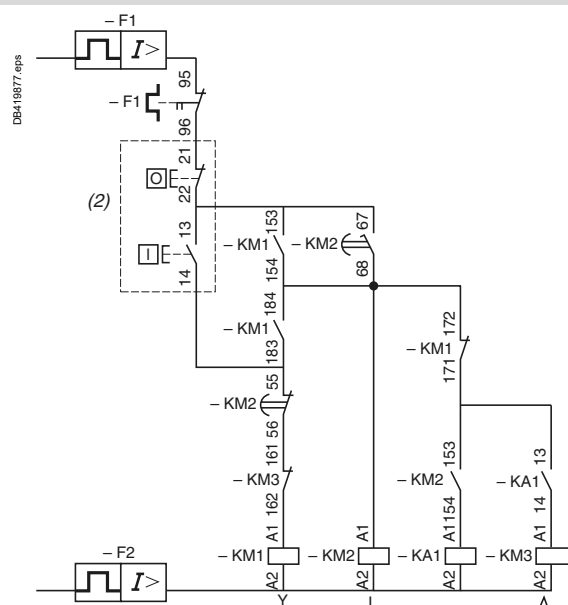 – F1
I>
DB419877.eps
95
– F1
96
21
O
22
(2)
13
I
14
153
– KM1
154
67
– KM2
68
184
– KM1
183
172
– KM1
171
55
– KM2
56
161
– KM3
162
153
– KM2
154
13
– KA1
14
A1
– KM1
A2
A1
– KM2
A2
A1
– KA1
A2
A1
– KM3
A2
– F2
I>
Y
L